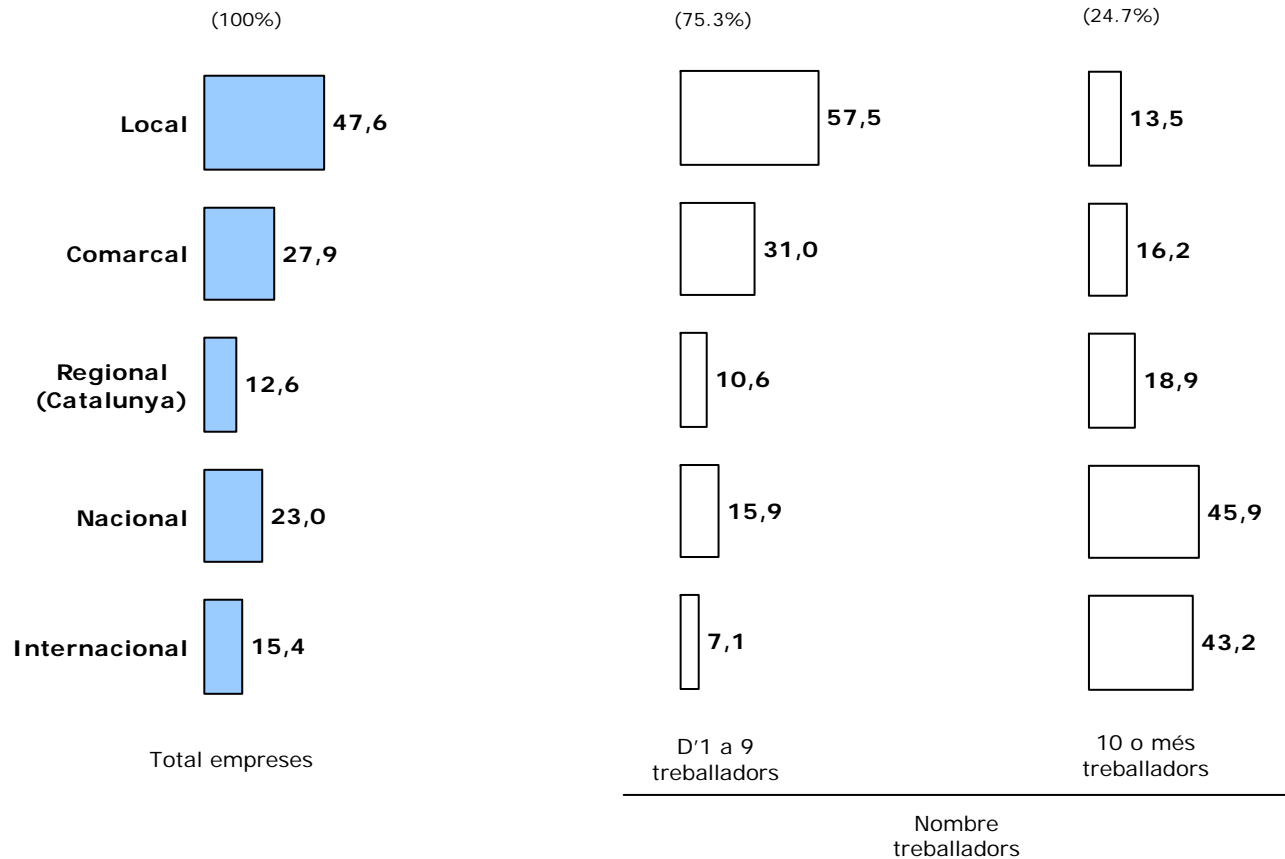 (100%) (75.3%) (24.7%)
Local 47,6 57,5 13,5
Comarcal 27,9 31,0 16,2
Regional
(Catalunya) 12,6 10,6 18,9
Nacional 23,0 15,9 45,9
Internacional 15,4 7,1 43,2
Total empreses
D'1 a 9
treballadors
10 o més
treballadors
Nombre
treballadors